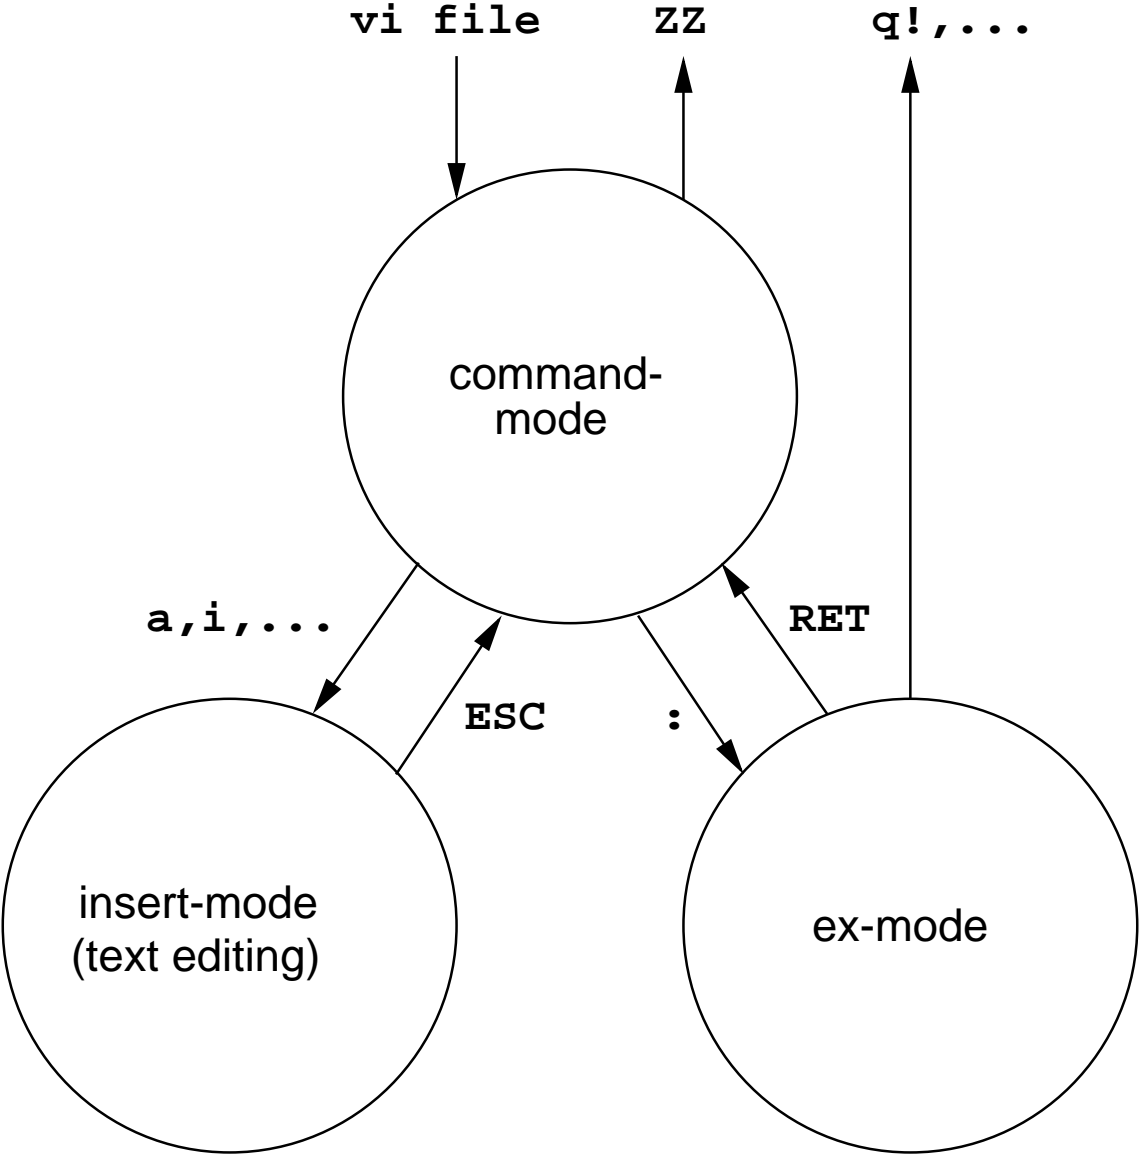 vi file ZZ q!,...
command-
mode
a,i,... RET
ESC :
insert-mode
(text editing)
ex-mode